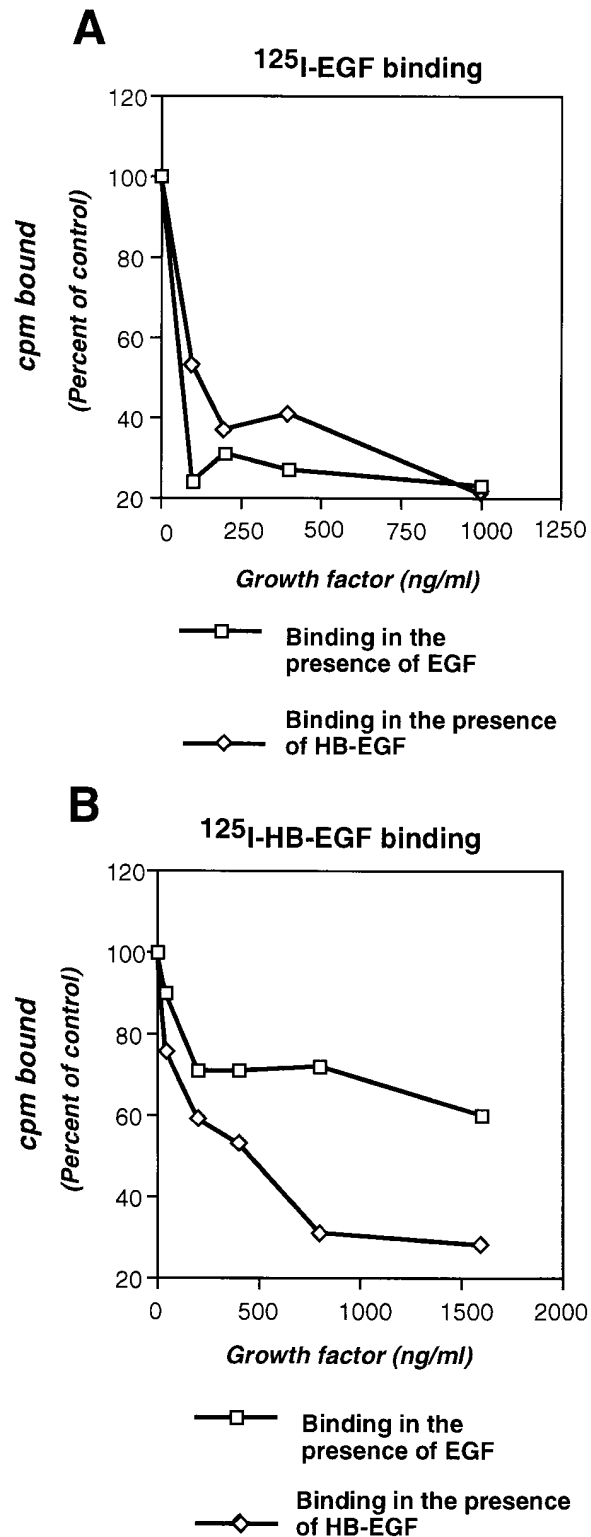 A
125I-EGF binding
120
100
80
60
40
20
cpm bound
(Percent of control)
0 250 500 750 1000 1250
Growth factor (ng/ml)
Binding in the
presence of EGF
Binding in the presence
of HB-EGF
B
125I-HB-EGF binding
120
100
80
60
40
20
cpm bound
(Percent of control)
0 500 1000 1500 2000
Growth factor (ng/ml)
Binding in the
presence of EGF
Binding in the presence
of HB-EGF